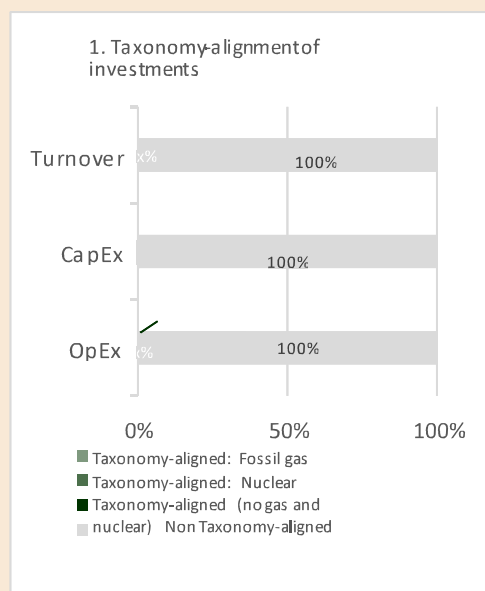 1. Taxonomy-alignment of
investments
Turnover x% 100%
CapEx 100%
OpEx x% 100%
0% 50% 100%
Taxonomy-aligned: Fossil gas
Taxonomy-aligned: Nuclear
Taxonomy-aligned (no gas and
nuclear) Non Taxonomy-aligned